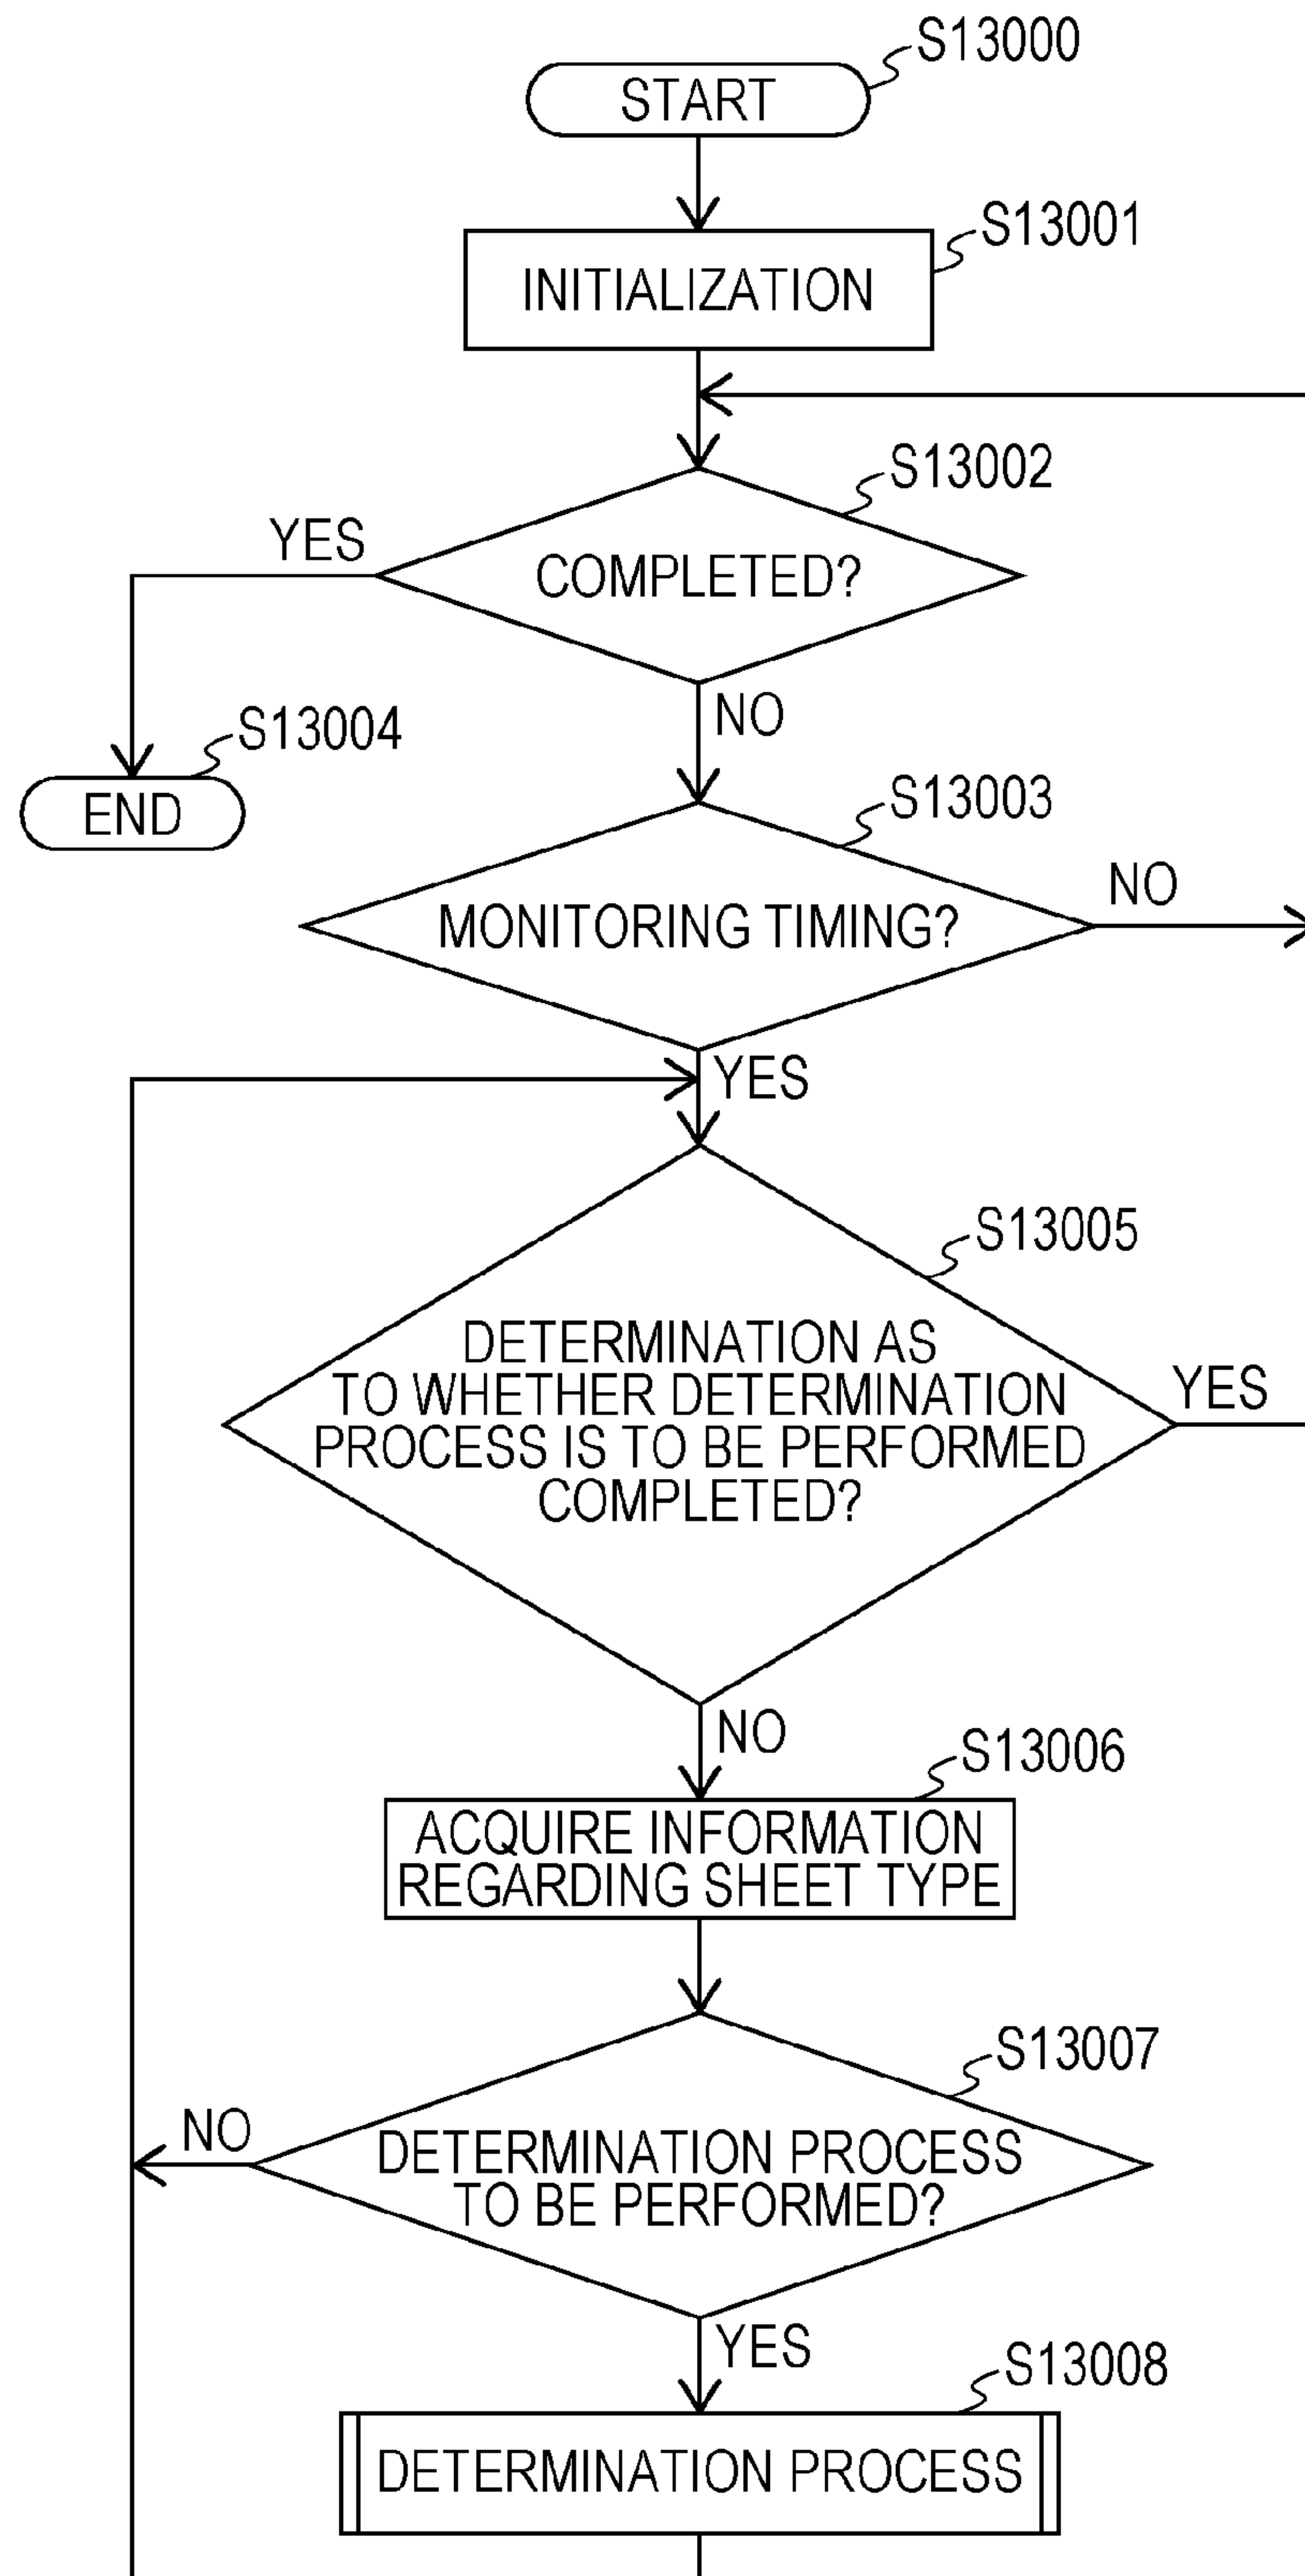 S13000
START
S13001
INITIALIZATION
S13002
YES
COMPLETED?
NO
S13004
END
S13003
NO
MONITORING TIMING?
YES
S13005
DETERMINATION AS
TO WHETHER DETERMINATION
PROCESS IS TO BE PERFORMED
COMPLETED?
YES
NO
S13006
ACQUIRE INFORMATION
REGARDING SHEET TYPE
S13007
NO
DETERMINATION PROCESS
TO BE PERFORMED?
YES
S13008
DETERMINATION PROCESS